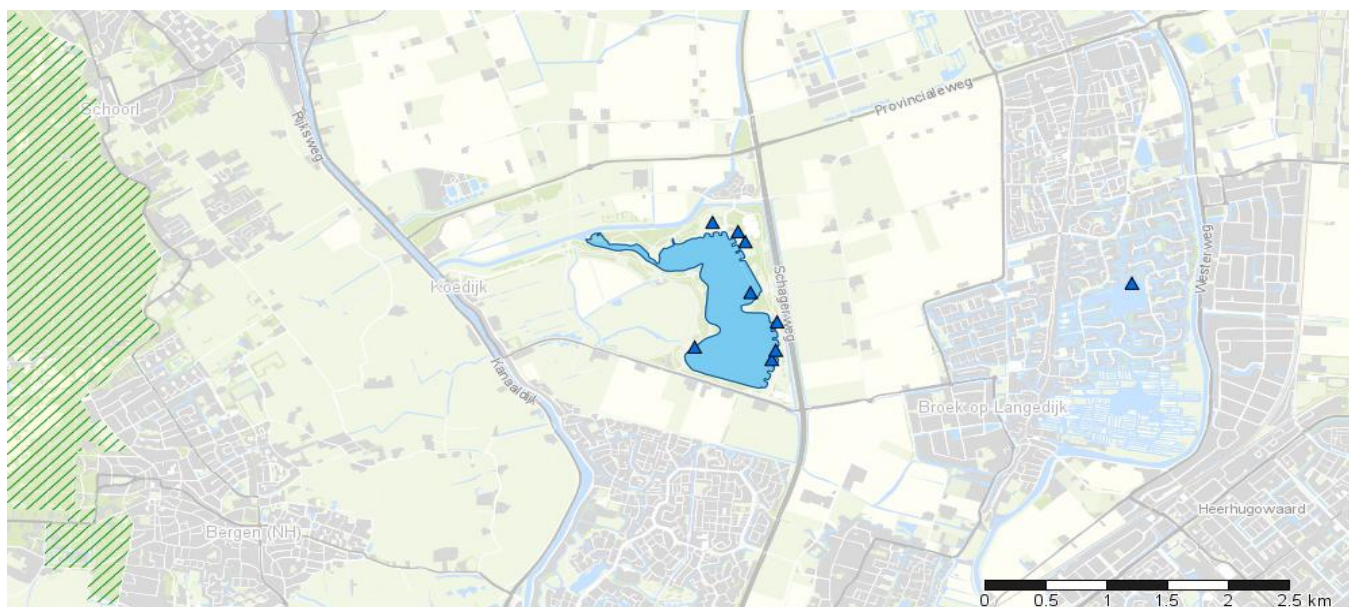 Schoorl
Rijksweg
Provincialeweg
Koedijk
Schagerweg
Westerweg
Kanaaldijk
Broek op Langedijk
Heerhugowaard
Bergen (NH)
0 0.5 1 1.5 2 2.5 km